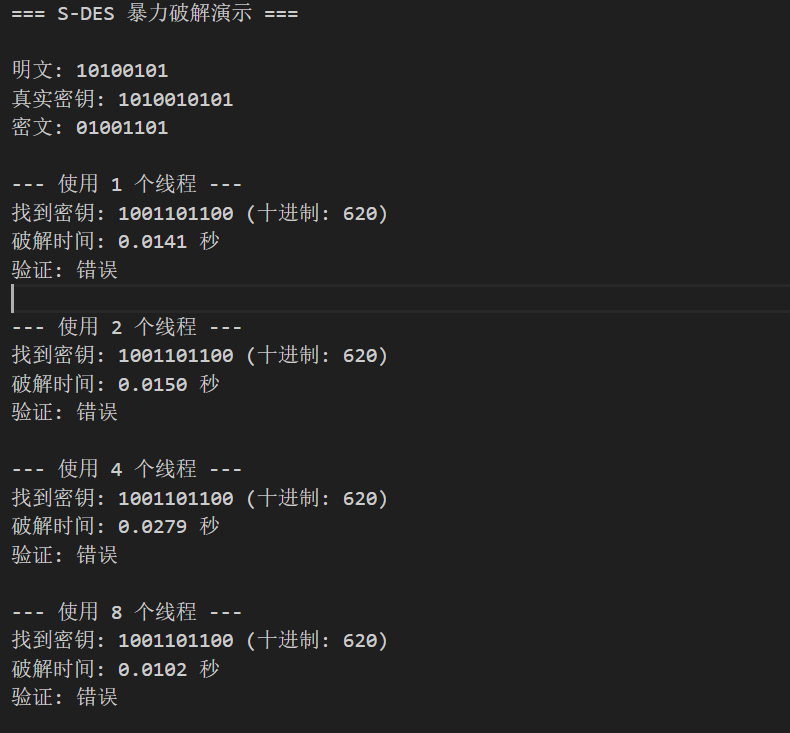 === S-DES 暴力破解演示 ===
明文: 10100101
真实密钥: 1010010101
密文: 01001101
--- 使用 1 个线程 ---
找到密钥: 1001101100 (十进制: 620)
破解时间: 0.0141 秒
验证: 错误
--- 使用 2 个线程 ---
找到密钥: 1001101100 (十进制: 620)
破解时间: 0.0150 秒
验证: 错误
--- 使用 4 个线程 ---
找到密钥: 1001101100 (十进制: 620)
破解时间: 0.0279 秒
验证: 错误
--- 使用 8 个线程 ---
找到密钥: 1001101100 (十进制: 620)
破解时间: 0.0102 秒
验证: 错误